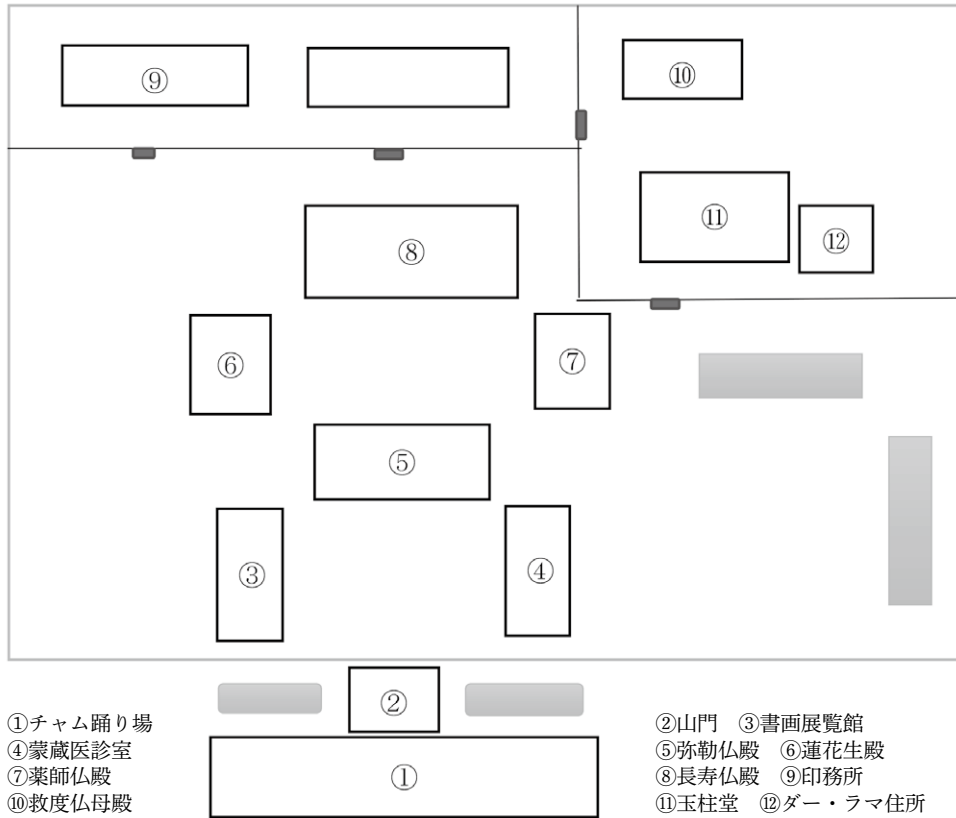 ⑨
⑩
⑪
⑫
⑧
⑥
⑦
⑤
③
④
②
①
①チャム踊り場
④蒙蔵医診室
⑦薬師仏殿
⑩救度仏母殿
②山門 ③書画展覧館
⑤弥勒仏殿 ⑥蓮花生殿
⑧長寿仏殿 ⑨印務所
⑪玉柱堂 ⑫ダー・ラマ住所